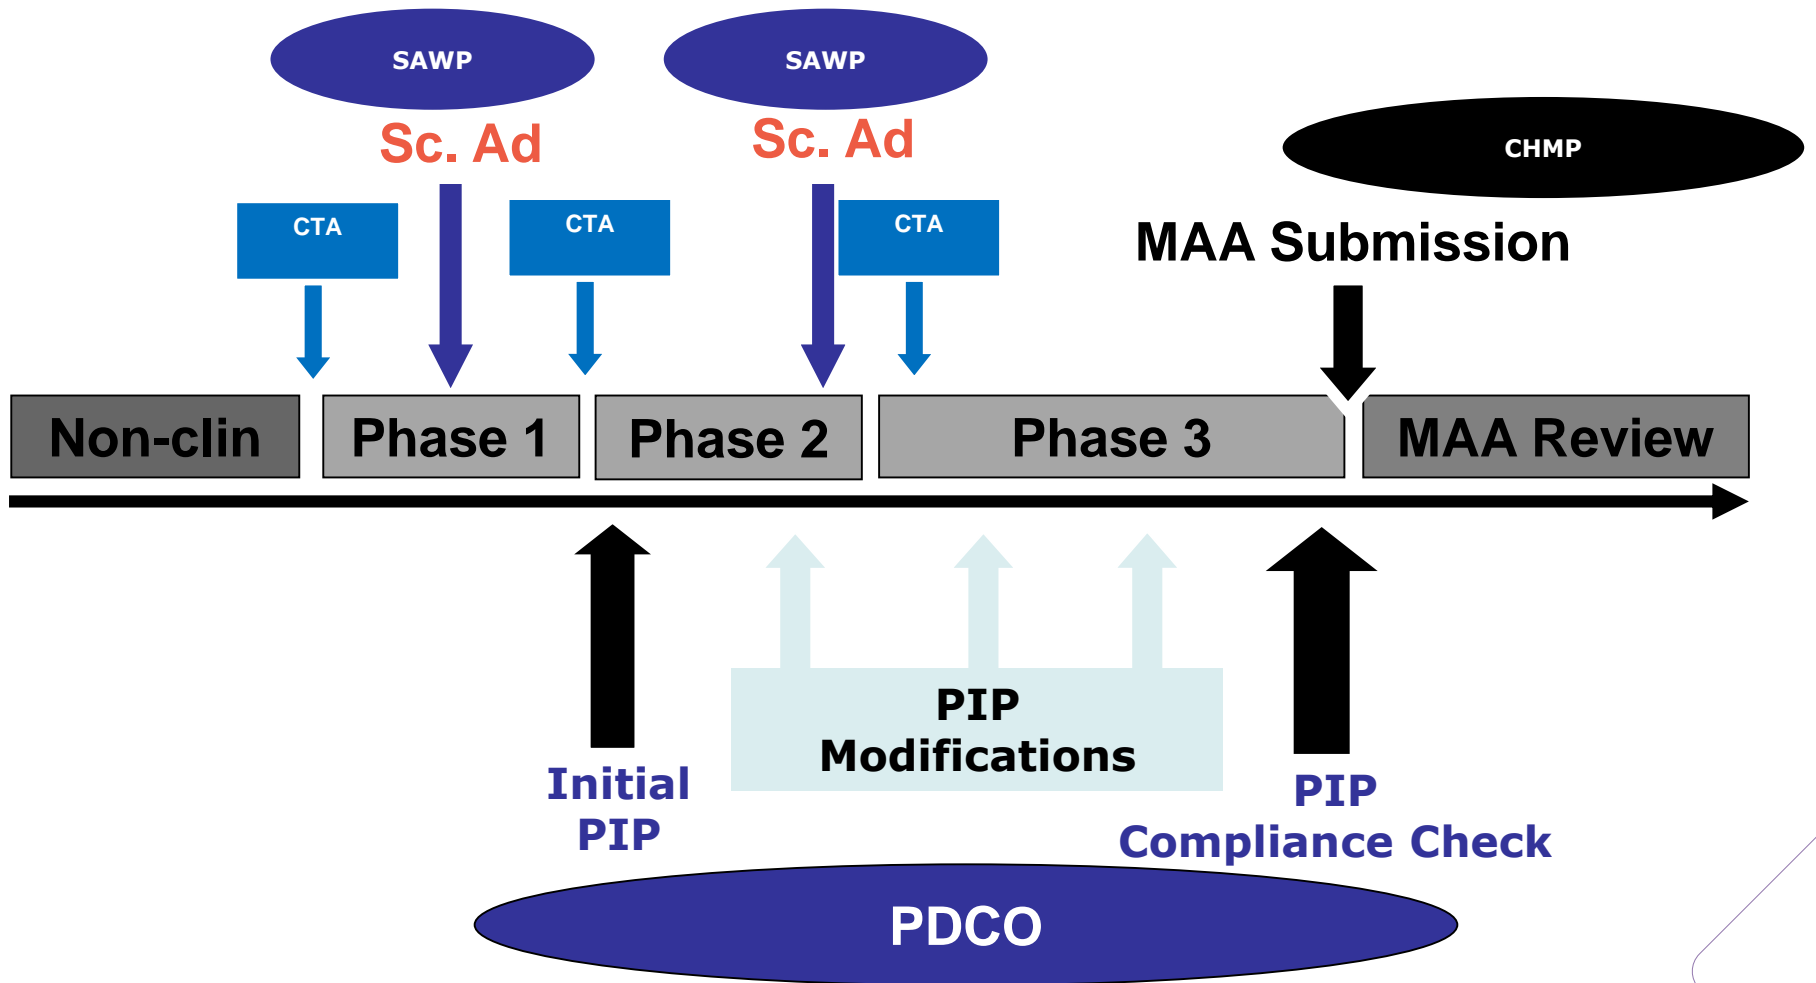 SAWP
SAWP
Sc. Ad
Sc. Ad
CHMP
CTA
CTA
CTA
MAA Submission
Non-clin
Phase 1
Phase 2
Phase 3
MAA Review
PIP
Modifications
Initial
PIP
PIP
Compliance Check
PDCO